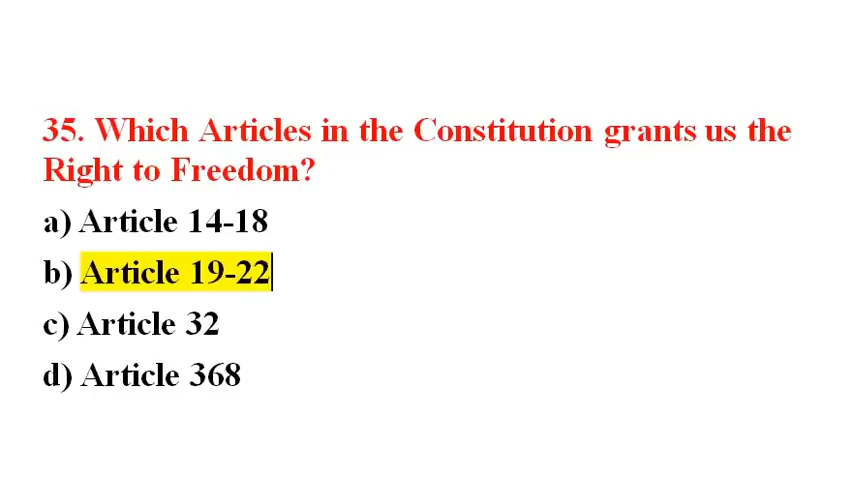 35. Which Articles in the Constitution grants us the
Right to Freedom?
a) Article 14-18
b) Article 19-22
c) Article 32
d) Article 368